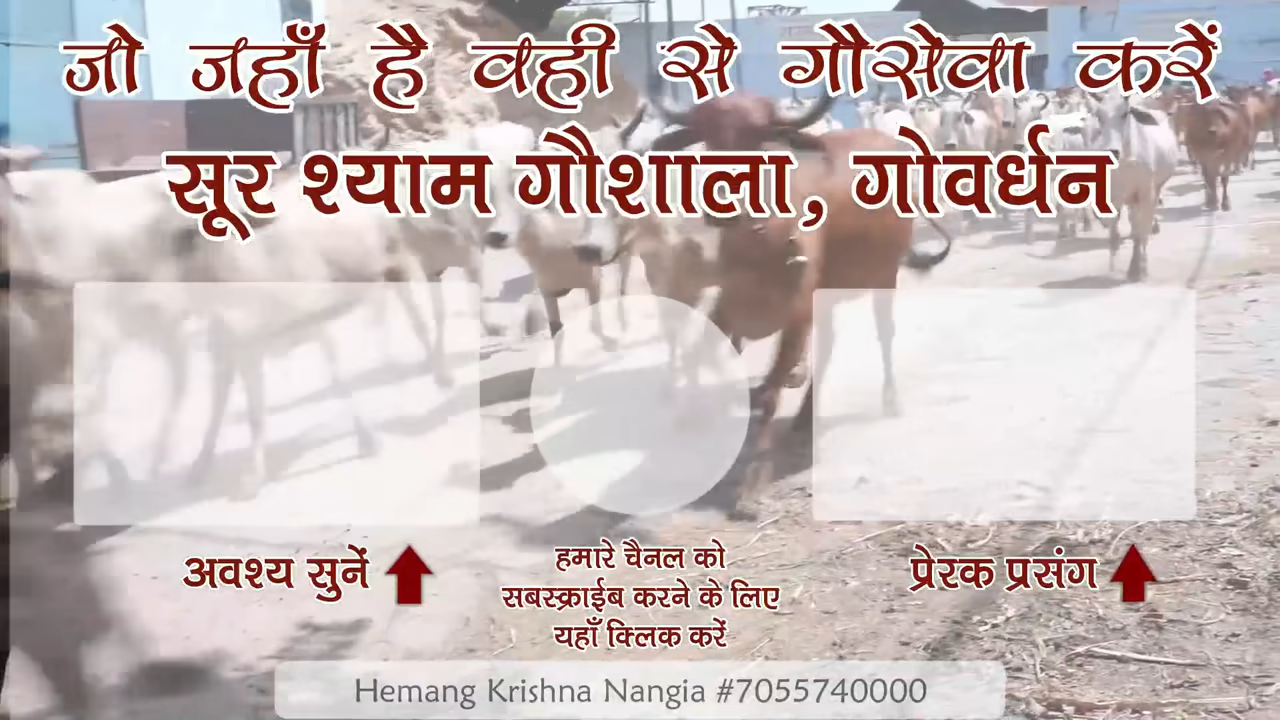 जो जहाँ है वही से गौसेवा करें
सूर श्याम गौशाला, गोवर्धन
अवश्य सुनें
हमारे चैनल को
सबस्क्राईब करने के लिए
यहाँ क्लिक करें
प्रेरक प्रसंग
Hemang Krishna Nangia #7055740000